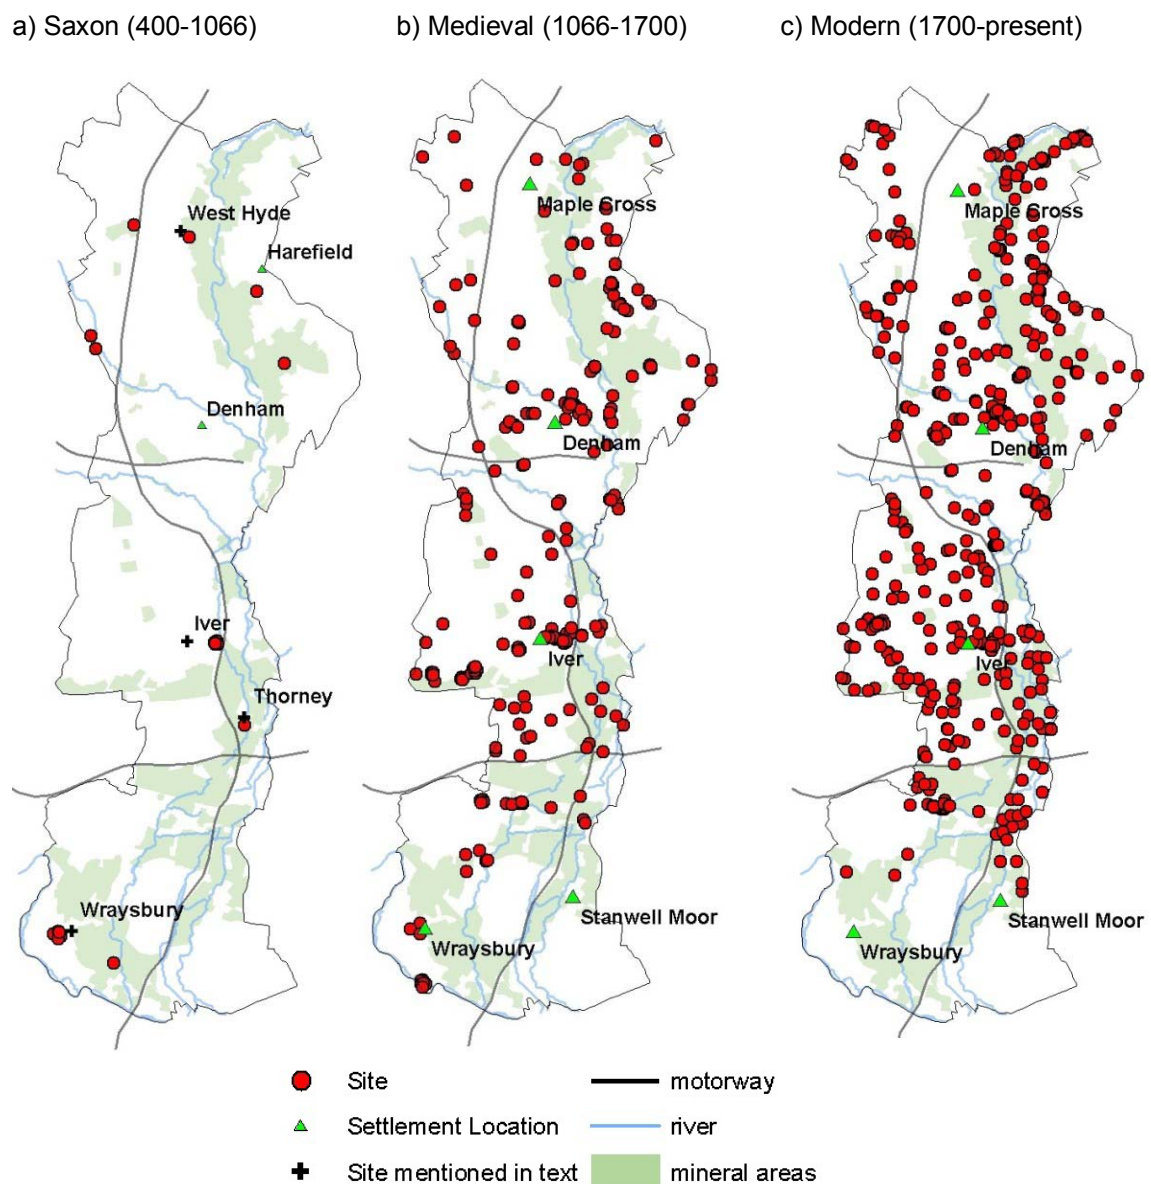 a) Saxon (400-1066)
b) Medieval (1066-1700)
c) Modern (1700-present)
West Hyde
Harefield
Denham
Iver
Thorney
Wraysbury
Maple Cross
Denham
Iver
Stanwell Moor
Wraysbury
Maple Cross
Denham
Iver
Stanwell Moor
Wraysbury
Site
motorway
Settlement Location
river
Site mentioned in text
mineral areas